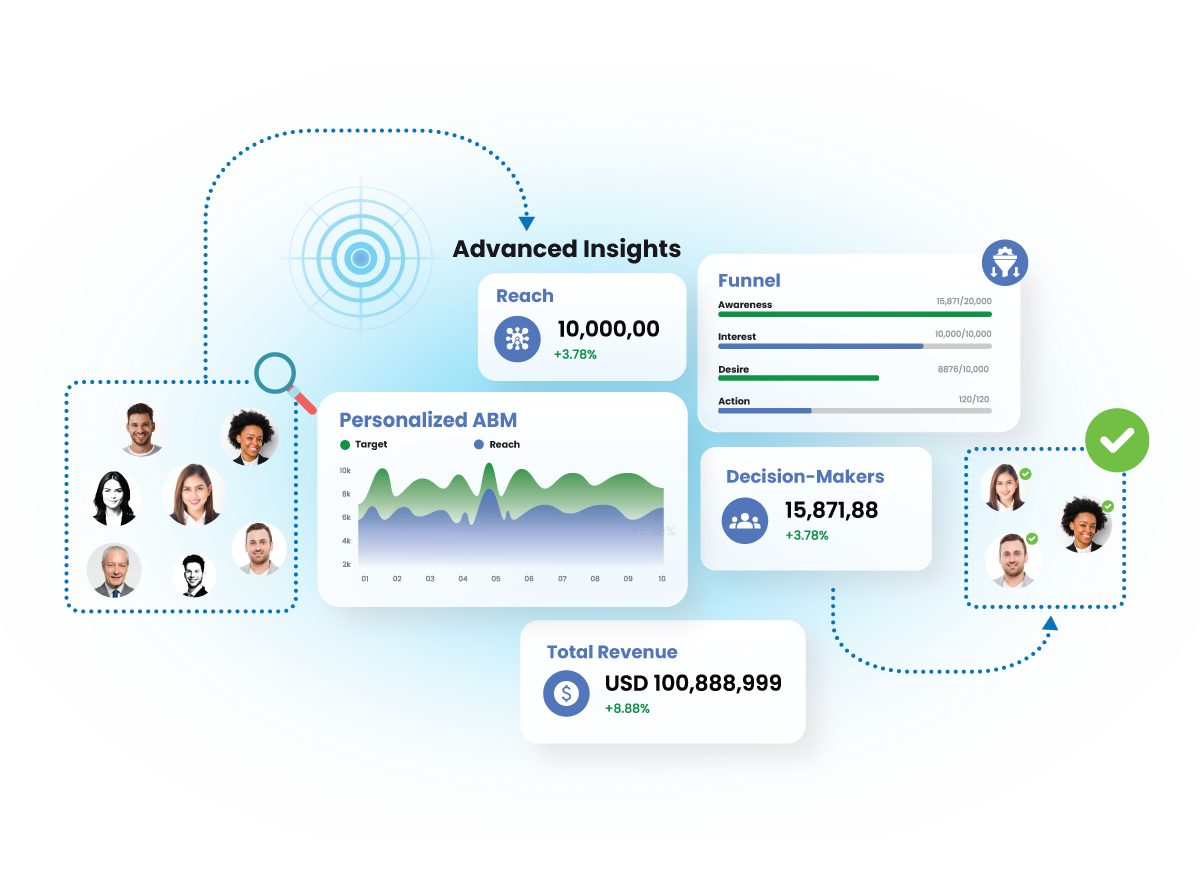 Advanced Insights
Reach
10,000,00
+3.78%
Funnel
Awareness 15,871/20,000
Interest 10,000/10,000
Desire 8876/10,000
Action 120/120
Personalized ABM
Target Reach
10k
8k
6k
4k
2k
01 02 03 04 05 06 07 08 09 10
Decision-Makers
15,871,88
+3.78%
Total Revenue
$
USD 100,888,999
+8.88%